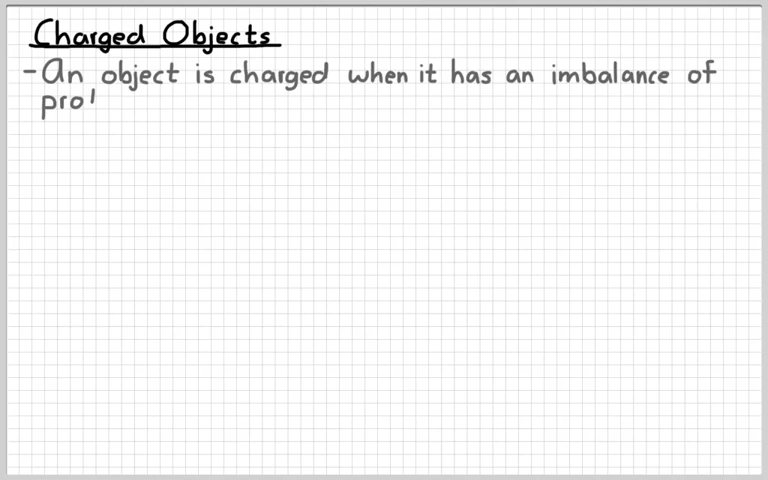 Charged Objects
- An object is charged when it has an imbalance of
pro